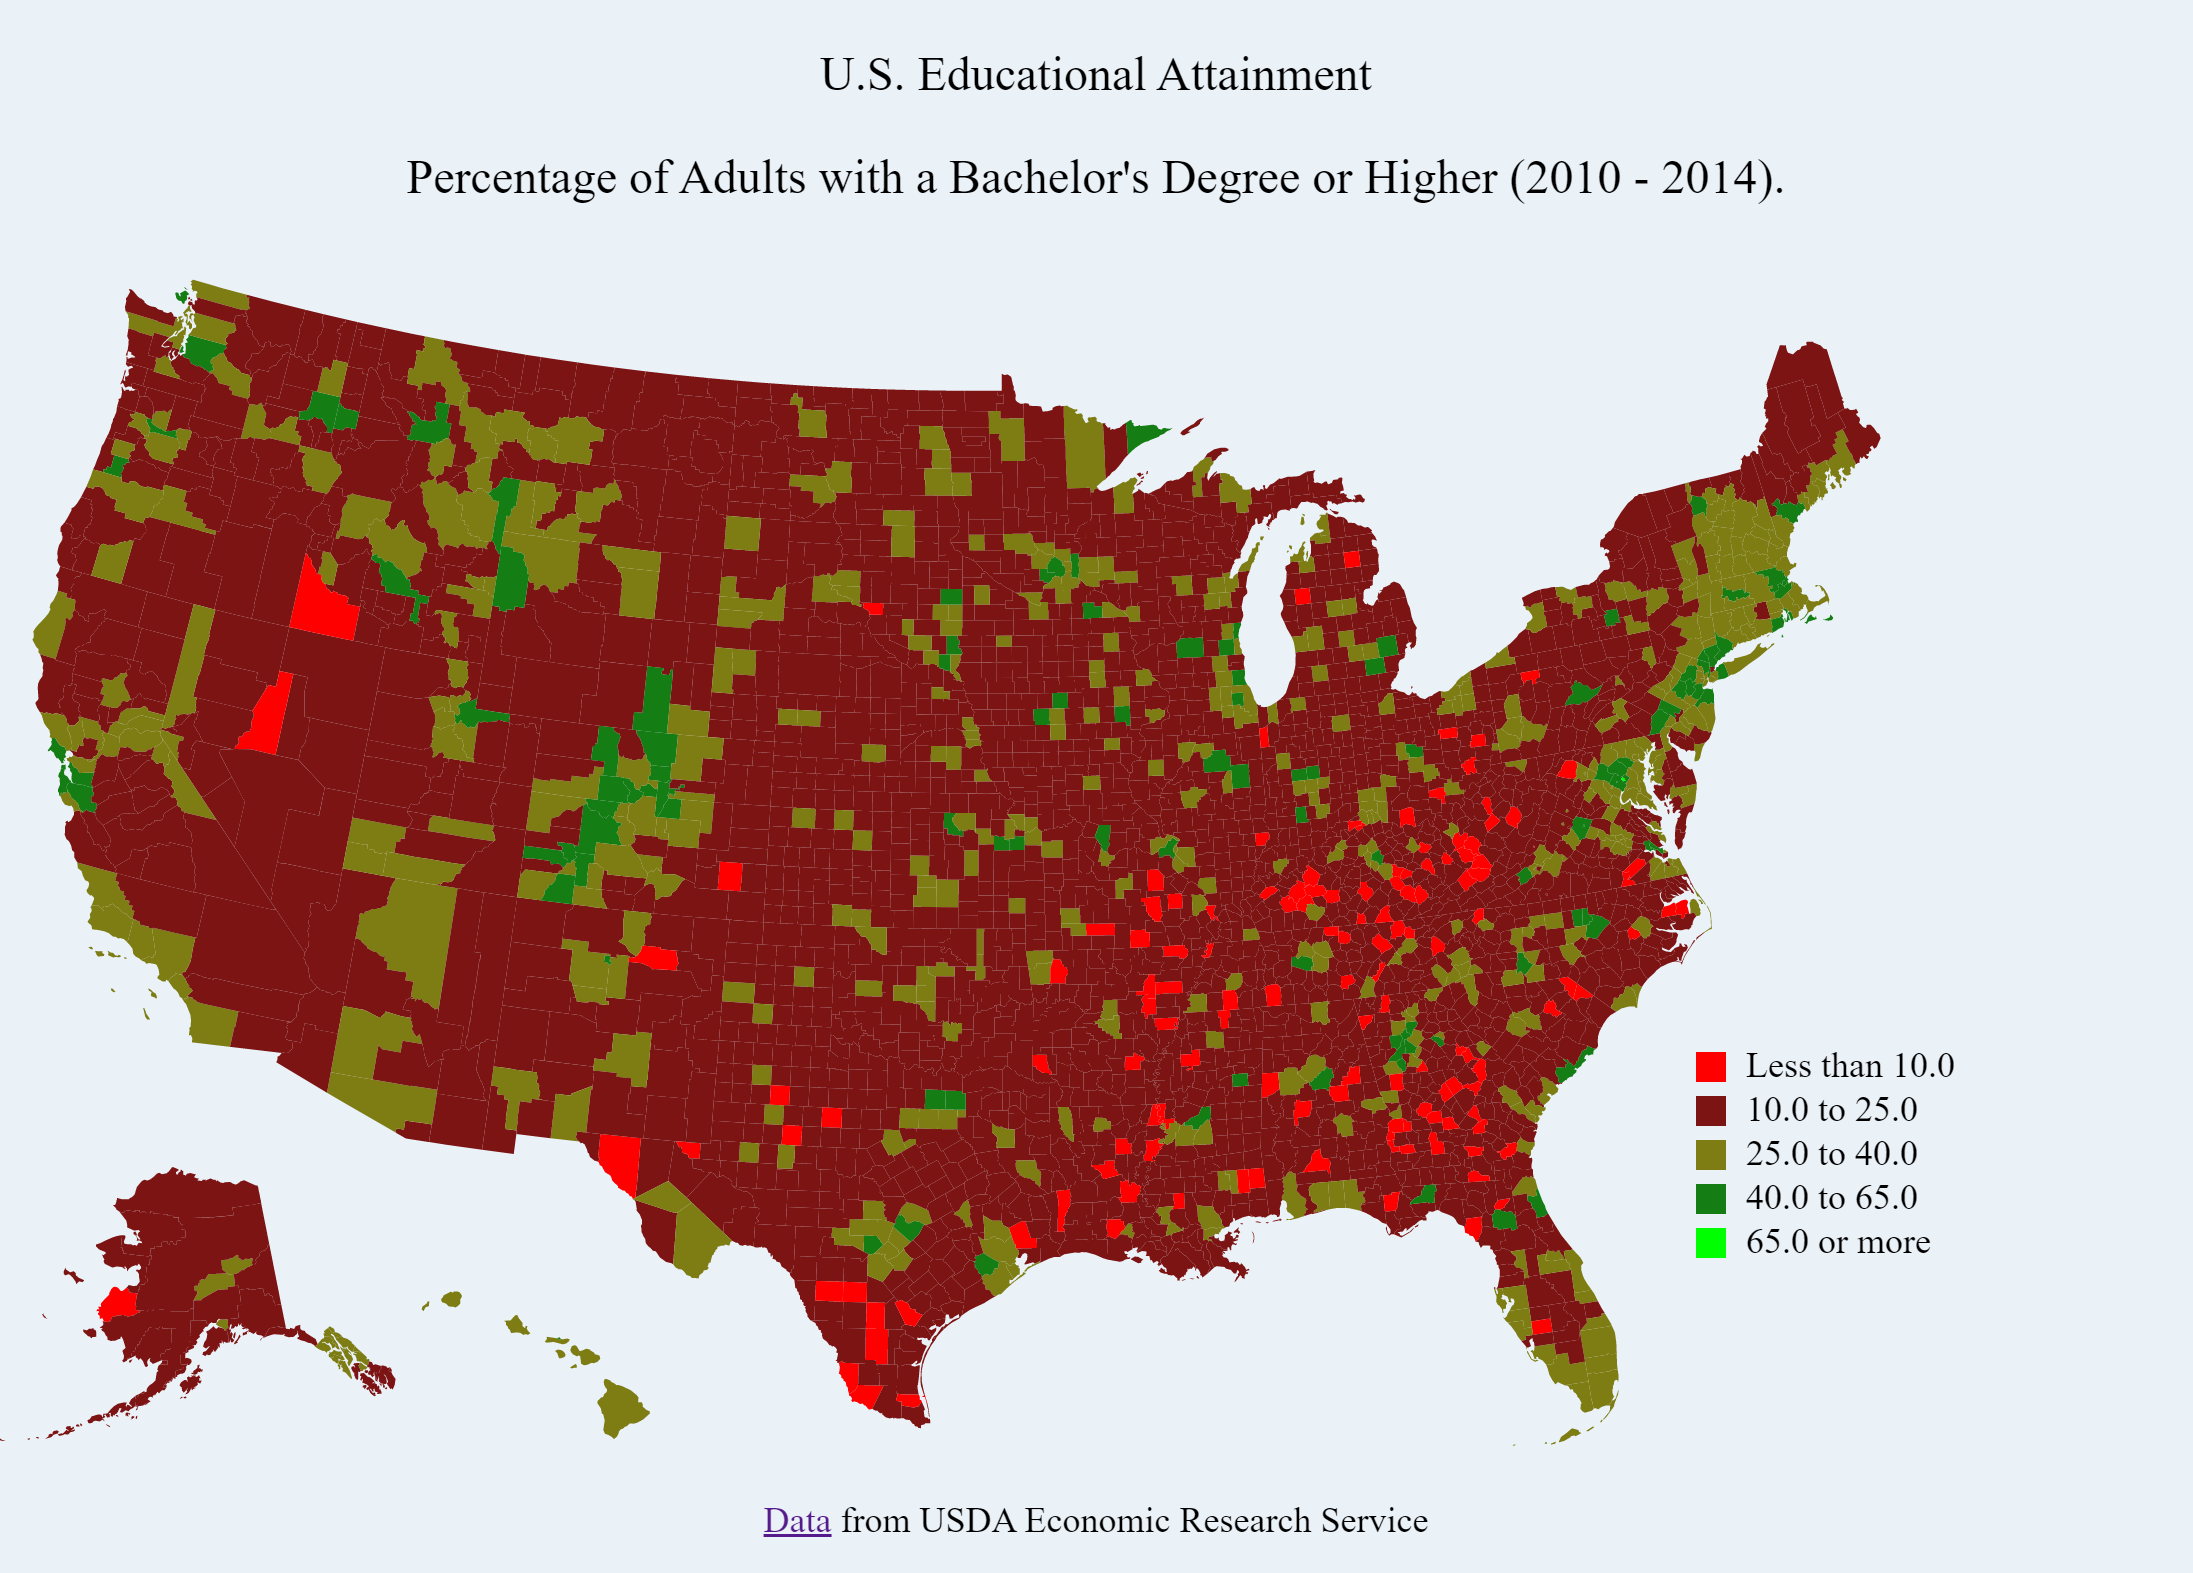 U.S. Educational Attainment
Percentage of Adults with a Bachelor's Degree or Higher (2010 - 2014).
Less than 10.0
10.0 to 25.0
25.0 to 40.0
40.0 to 65.0
65.0 or more
Data from USDA Economic Research Service